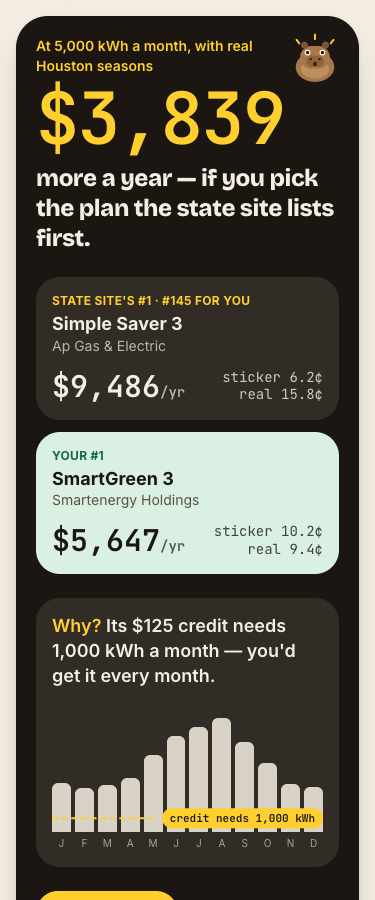 At 5,000 kWh a month, with real
Houston seasons
$3,839
more a year — if you pick
the plan the state site lists
first.
STATE SITE'S #1 · #145 FOR YOU
Simple Saver 3
Ap Gas & Electric
$9,486/yr
sticker 6.2¢
real 15.8¢
YOUR #1
SmartGreen 3
Smartenergy Holdings
$5,647/yr
sticker 10.2¢
real 9.4¢
Why? Its $125 credit needs
1,000 kWh a month — you'd
get it every month.
credit needs 1,000 kWh
J F M A M J J A S O N D